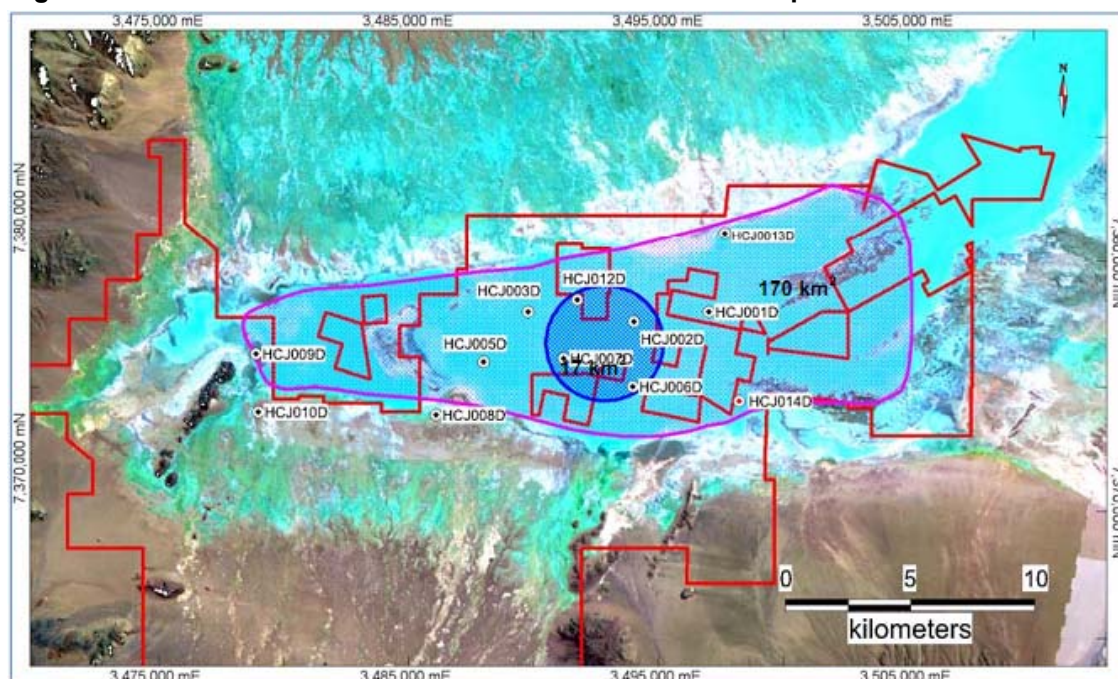 3,475,000 mE 3,485,000 mE 3,495,000 mE 3,505,000 mE
N
7,380,000 mN
HCJ0013D
HCJ012D
HCJ003D
170 km²
HCJ001D
HCJ002D
HCJ005D
HCJ007D
17 km²
HCJ009D
HCJ006D
HCJ014D
HCJ010D
HCJ008D
7,370,000 mN
0 5 10
kilometers
3,475,000 mE 3,485,000 mE 3,495,000 mE 3,505,000 mE